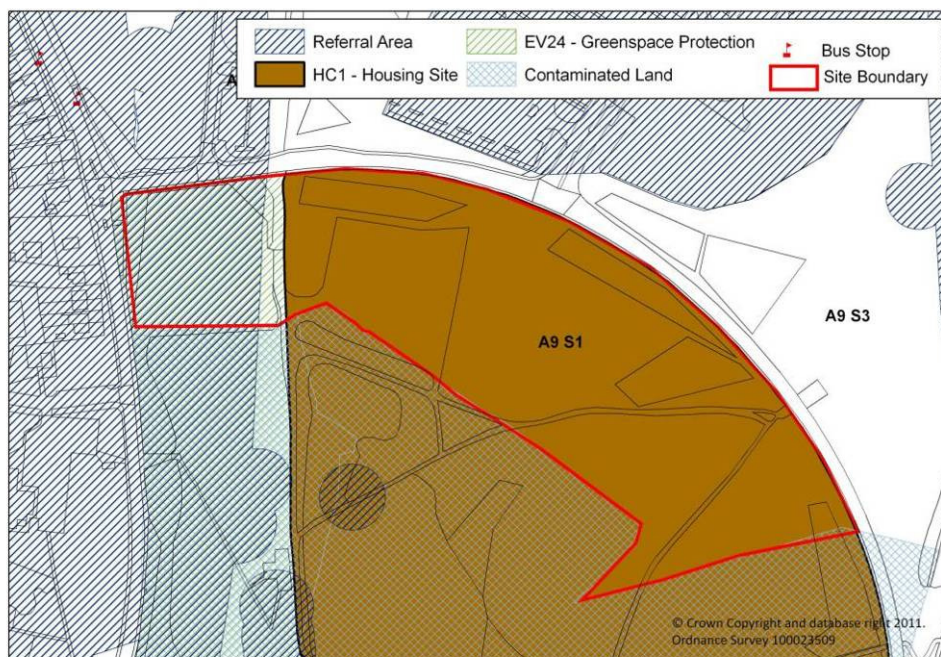 Referral Area
EV24 - Greenspace Protection
Bus Stop
HC1 - Housing Site
Contaminated Land
Site Boundary
A9 S3
A9 S1
© Crown Copyright and database right 2011.
Ordnance Survey 100023509